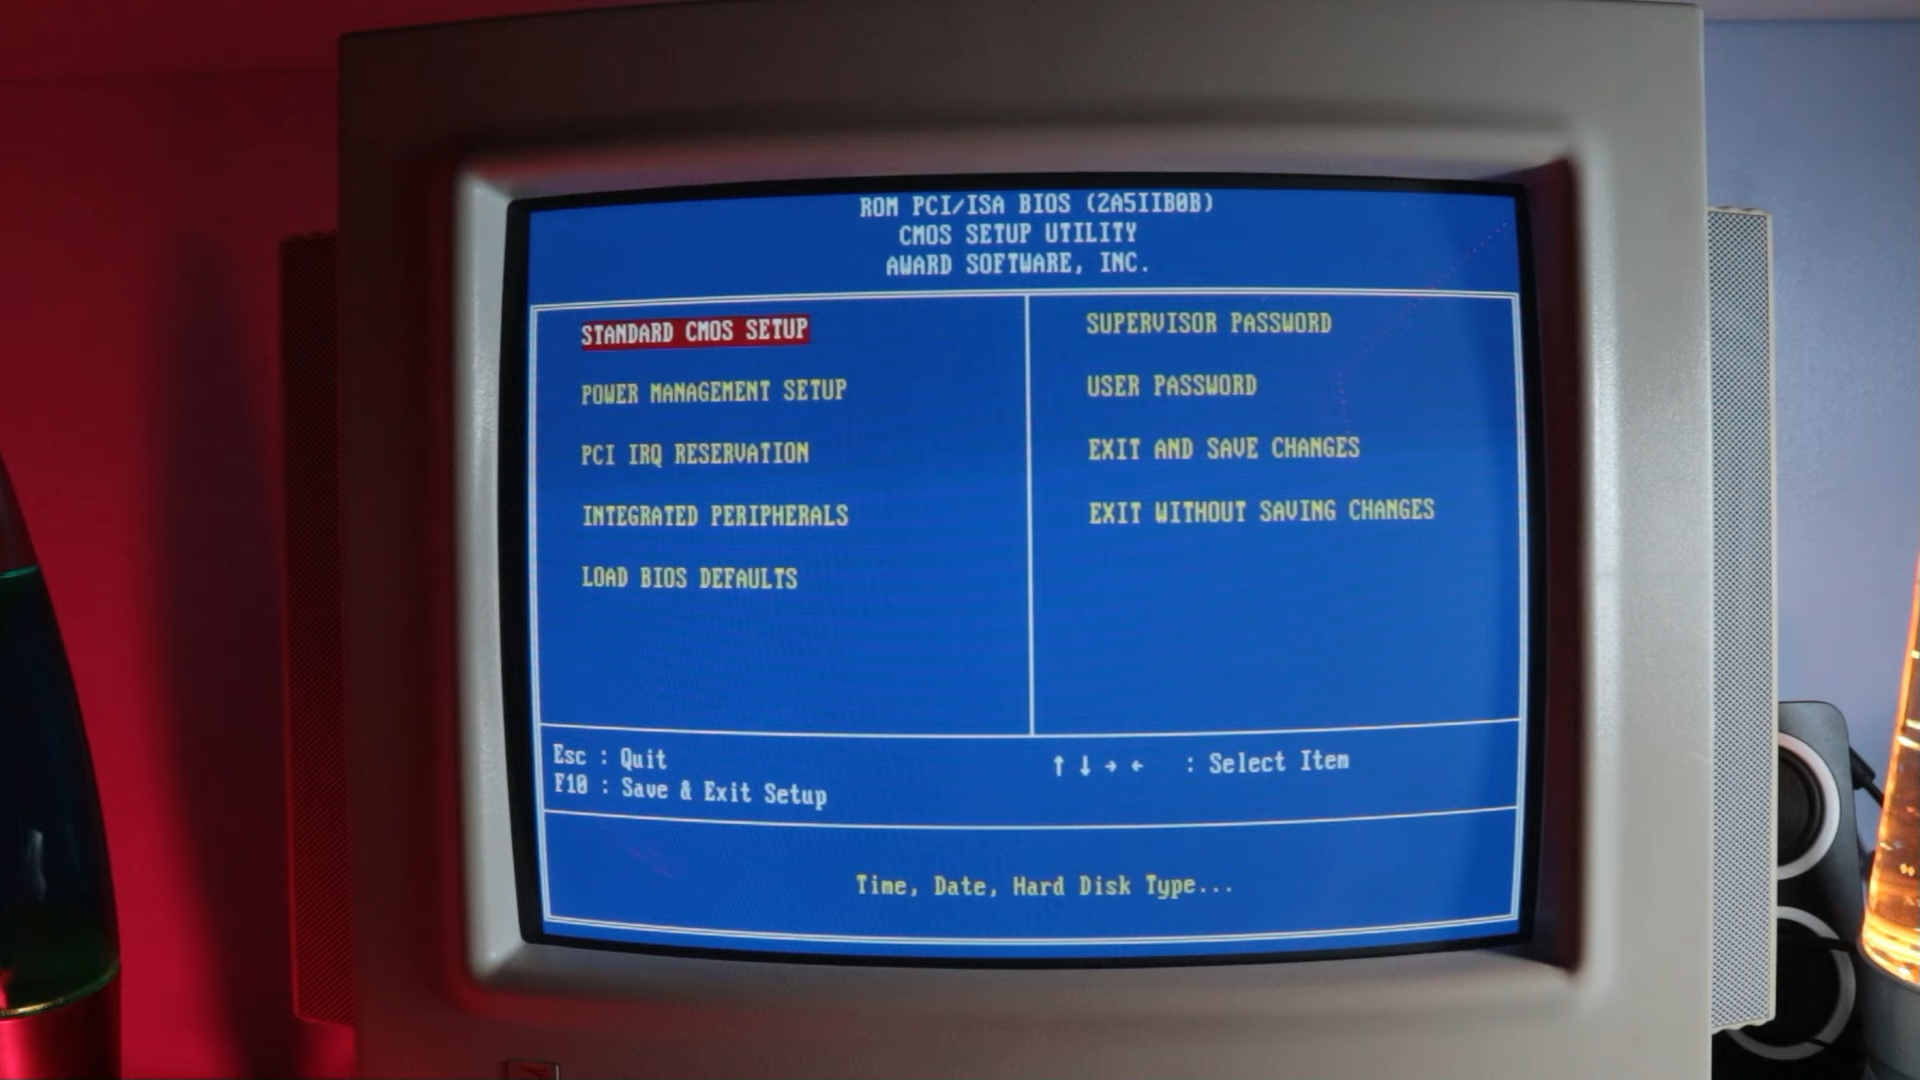 ROM PCI/ISA BIOS (2A5IIB0B)
CMOS SETUP UTILITY
AWARD SOFTWARE, INC.
STANDARD CMOS SETUP
POWER MANAGEMENT SETUP
PCI IRQ RESERVATION
INTEGRATED PERIPHERALS
LOAD BIOS DEFAULTS
SUPERVISOR PASSWORD
USER PASSWORD
EXIT AND SAVE CHANGES
EXIT WITHOUT SAVING CHANGES
Esc : Quit
F10 : Save & Exit Setup
↑ ↓ → ← : Select Item
Time, Date, Hard Disk Type...